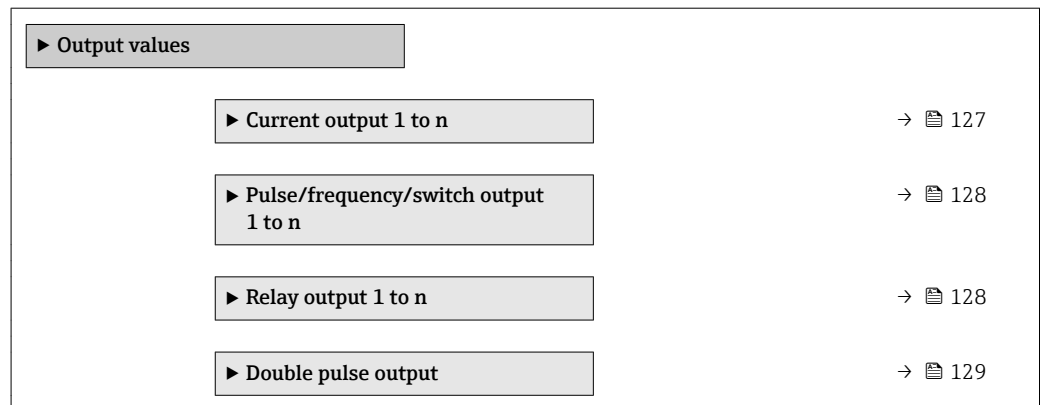 ▶ Output values
▶ Current output 1 to n → 127
▶ Pulse/frequency/switch output
1 to n → 128
▶ Relay output 1 to n → 128
▶ Double pulse output → 129